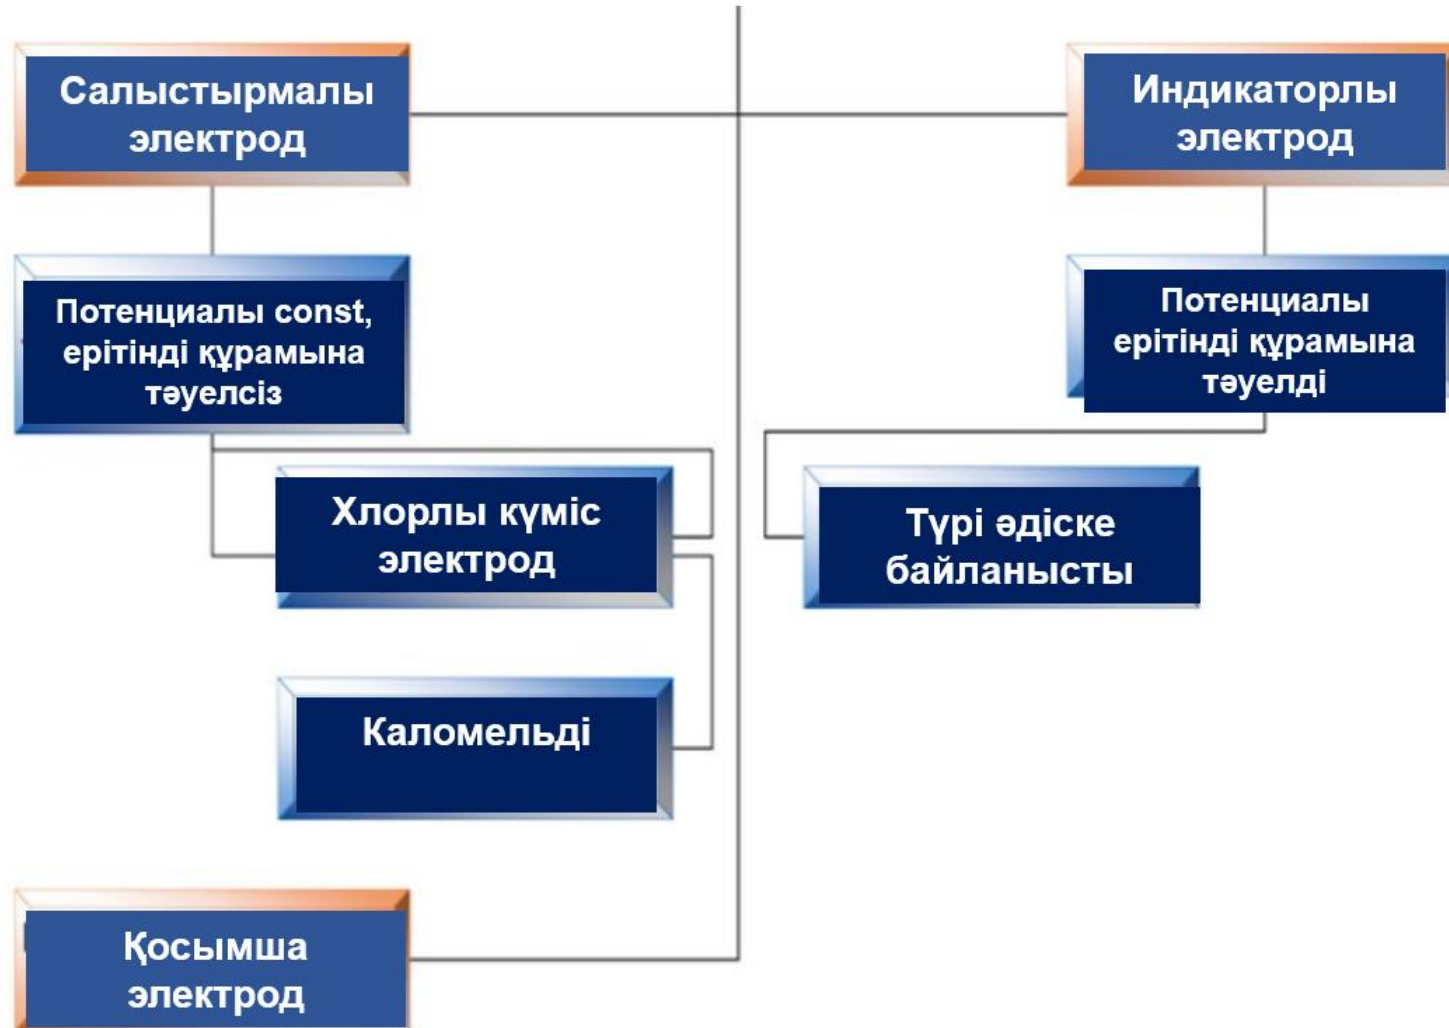 Салыстырмалы
электрод
Индикаторлы
электрод
Потенциалы const,
ерітінді құрамына
тәуелсіз
Потенциалы
ерітінді құрамына
тәуелді
Хлорлы күміс
электрод
Түрі әдіске
байланысты
Каломельді
Қосымша
электрод